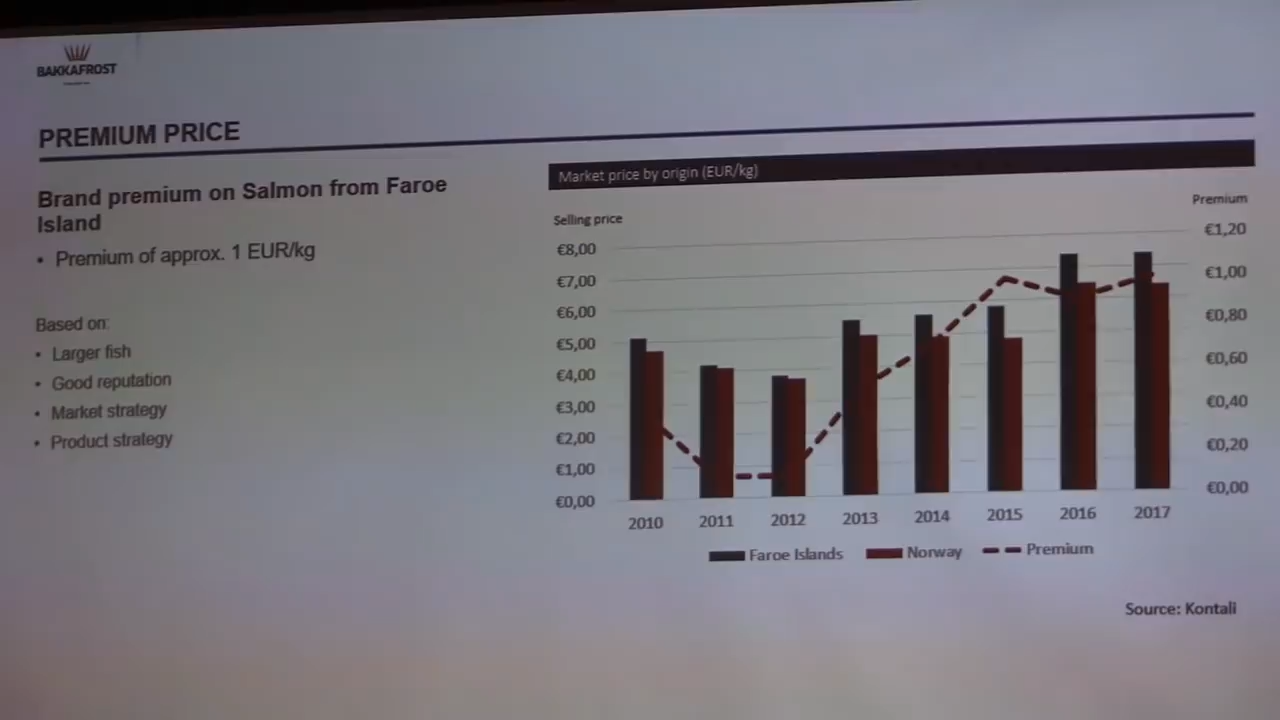 BAKKAFROST
PREMIUM PRICE
Brand premium on Salmon from Faroe
Island
• Premium of approx. 1 EUR/kg
Based on:
• Larger fish
• Good reputation
• Market strategy
• Product strategy
Market price by origin (EUR/kg)
Selling price
Premium
€8,00
€7,00
€6,00
€5,00
€4,00
€3,00
€2,00
€1,00
€0,00
€1,20
€1,00
€0,80
€0,60
€0,40
€0,20
€0,00
2010 2011 2012 2013 2014 2015 2016 2017
Faroe Islands Norway Premium
Source: Kontali